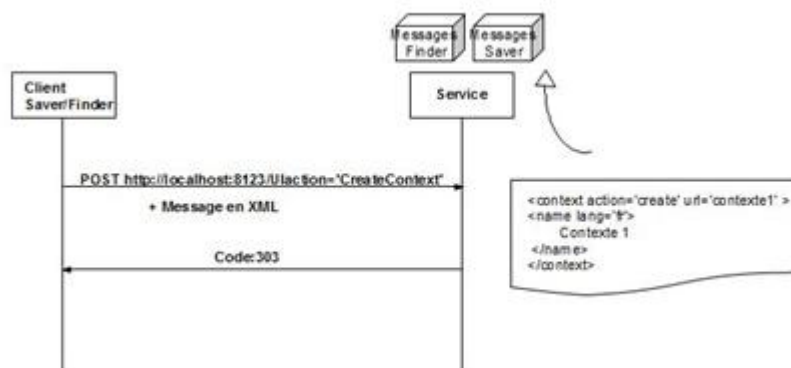 Messages
Finder
Messages
Saver
Client
Saver/Finder
Service
POST http://localhost:8123/UIaction="CreateContext"
+ Message en XML
Code:303
<context action='create' url='contexte1' >
<name lang='fr'>
Contexte 1
</name>
</context>